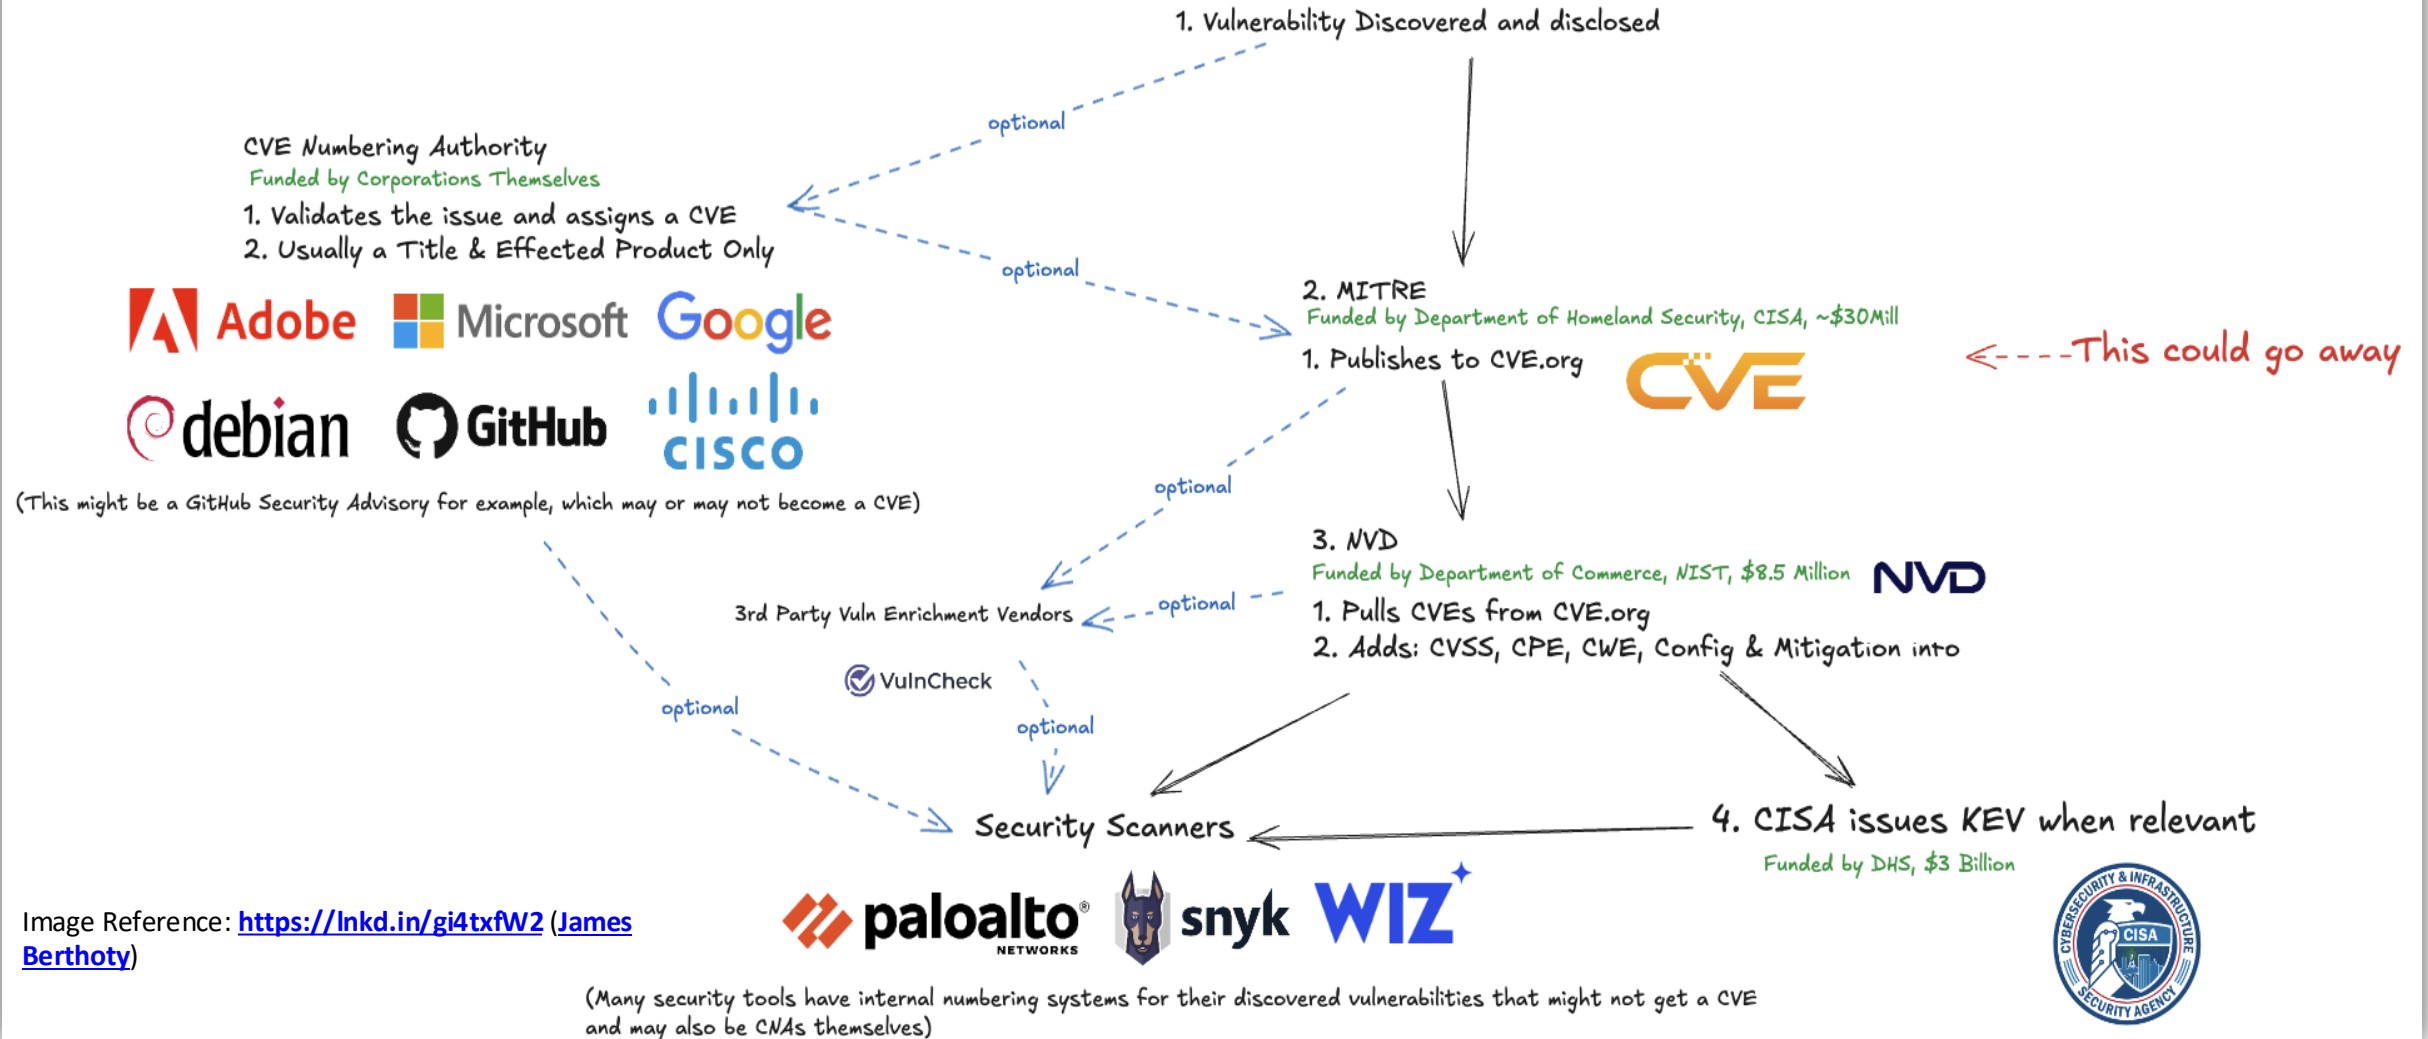 1. Vulnerability Discovered and disclosed
optional
CVE Numbering Authority
Funded by Corporations Themselves
1. Validates the issue and assigns a CVE
2. Usually a Title & Effected Product Only
optional
Adobe
Microsoft
Google
debian
GitHub
CISCO
(This might be a GitHub Security Advisory for example, which may or may not become a CVE)
2. MITRE
Funded by Department of Homeland Security, CISA, ~$30Mill
1. Publishes to CVE.org
CVE
This could go away
optional
3. NVD
Funded by Department of Commerce, NIST, $8.5 Million
NVD
1. Pulls CVEs from CVE.org
2. Adds: CVSS, CPE, CWE, Config & Mitigation info
optional
3rd Party Vuln Enrichment Vendors
VulnCheck
optional
optional
Security Scanners
4. CISA issues KEV when relevant
Funded by DHS, $3 Billion
paloalto®
NETWORKS
snyk
WIZ
CYBERSECURITY & INFRASTRUCTURE
CISA
SECURITY AGENCY
Image Reference: https://lnkd.in/gi4txfW2 (James
Berthoty)
(Many security tools have internal numbering systems for their discovered vulnerabilities that might not get a CVE
and may also be CNAs themselves)